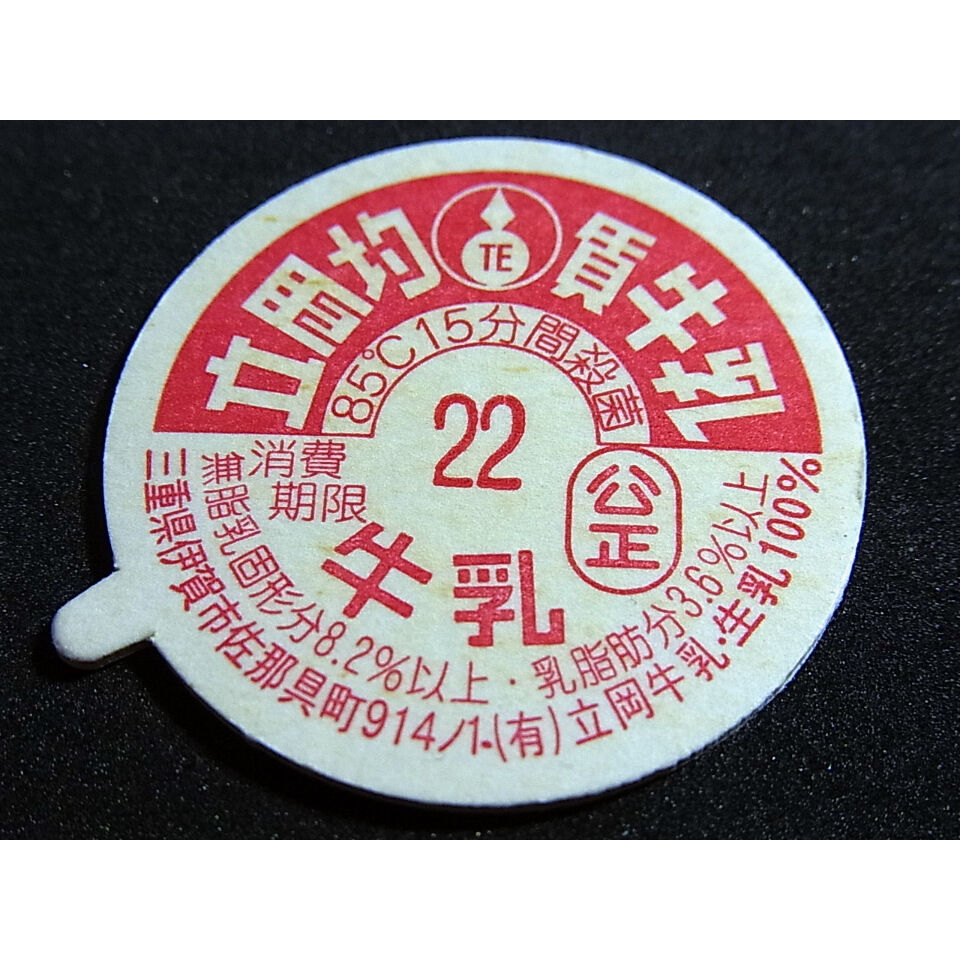 立岡均質牛乳
TE
85℃15分間殺菌
22
消費
期限
公正
牛乳
無脂乳固形分8.2%以上・乳脂肪分3.6%以上
三重県伊賀市佐那具町914ノ1・(有)立岡牛乳・生乳100%